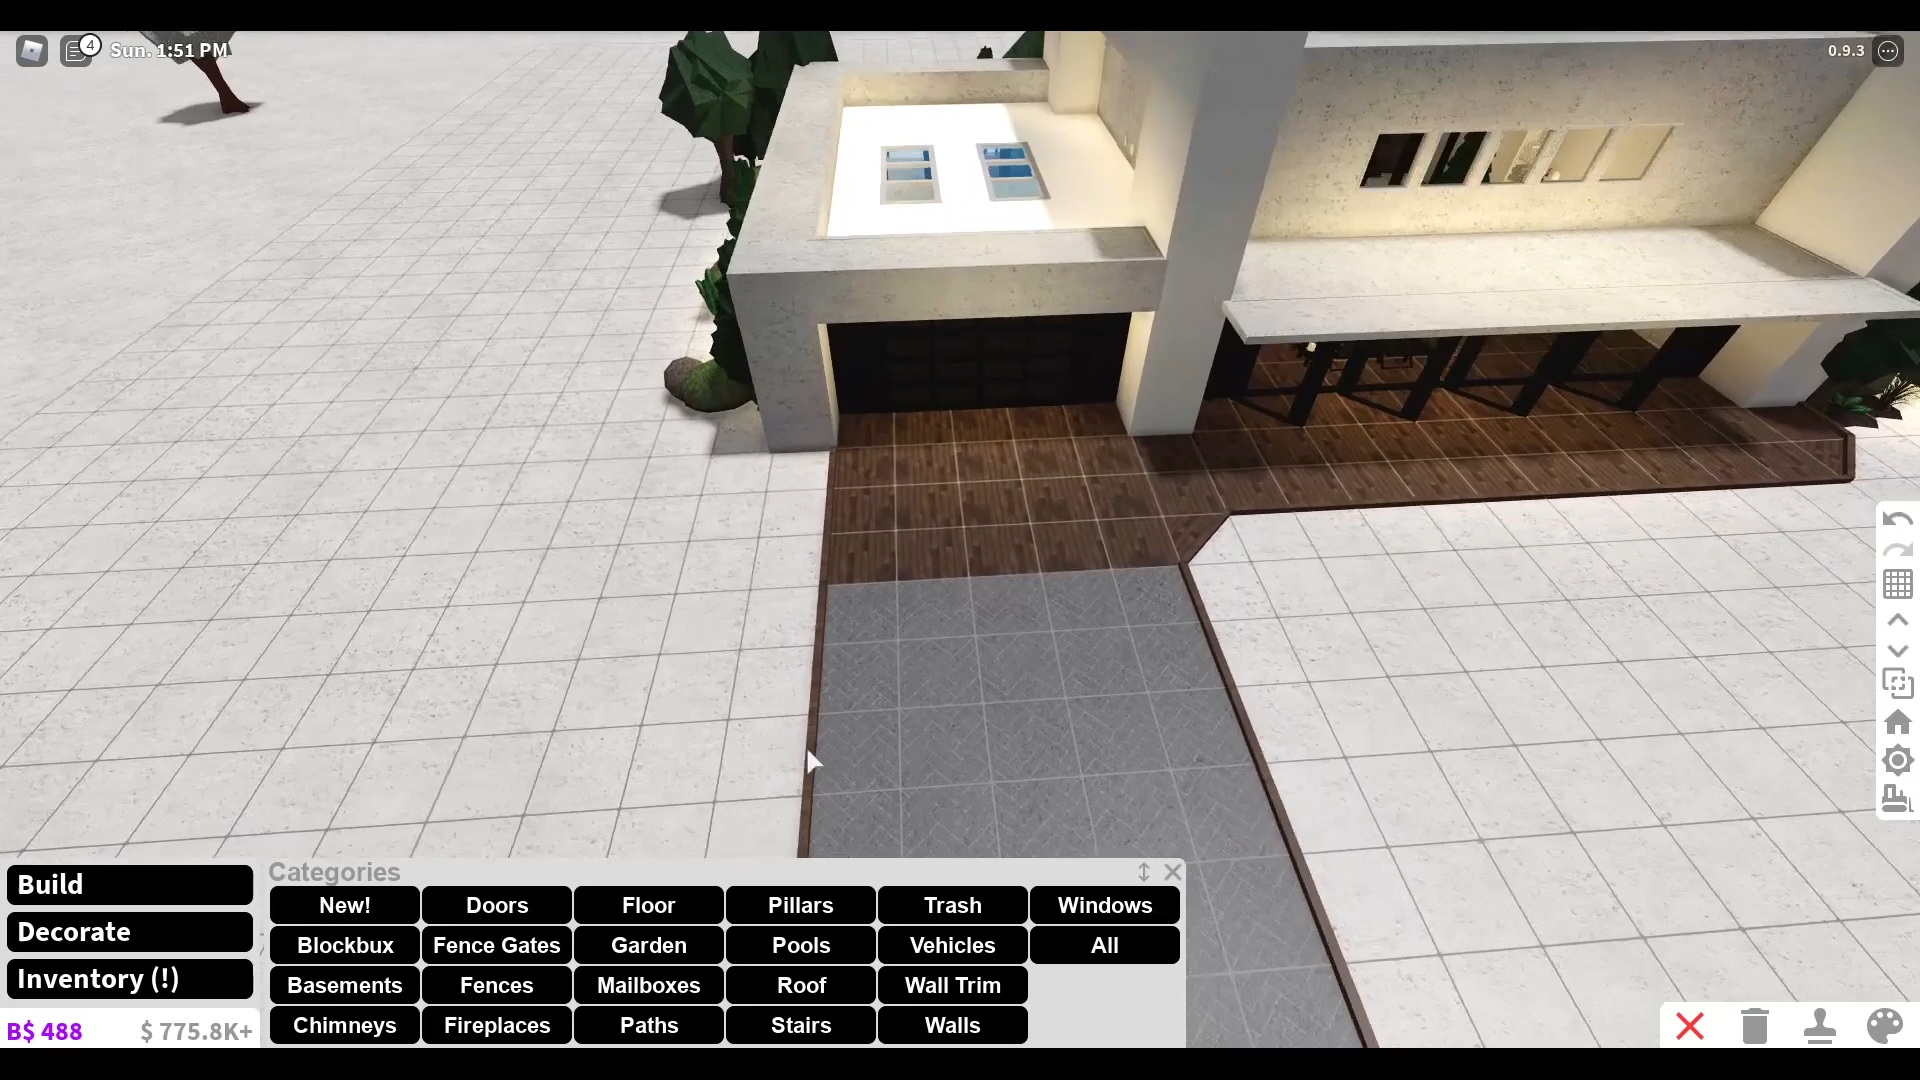 4
Sun. 1:51 PM
0.9.3
Build
Decorate
Inventory (!)
B$ 488
$ 775.8K+
Categories
New! Doors Floor Pillars Trash Windows
Blockbux Fence Gates Garden Pools Vehicles All
Basements Fences Mailboxes Roof Wall Trim
Chimneys Fireplaces Paths Stairs Walls